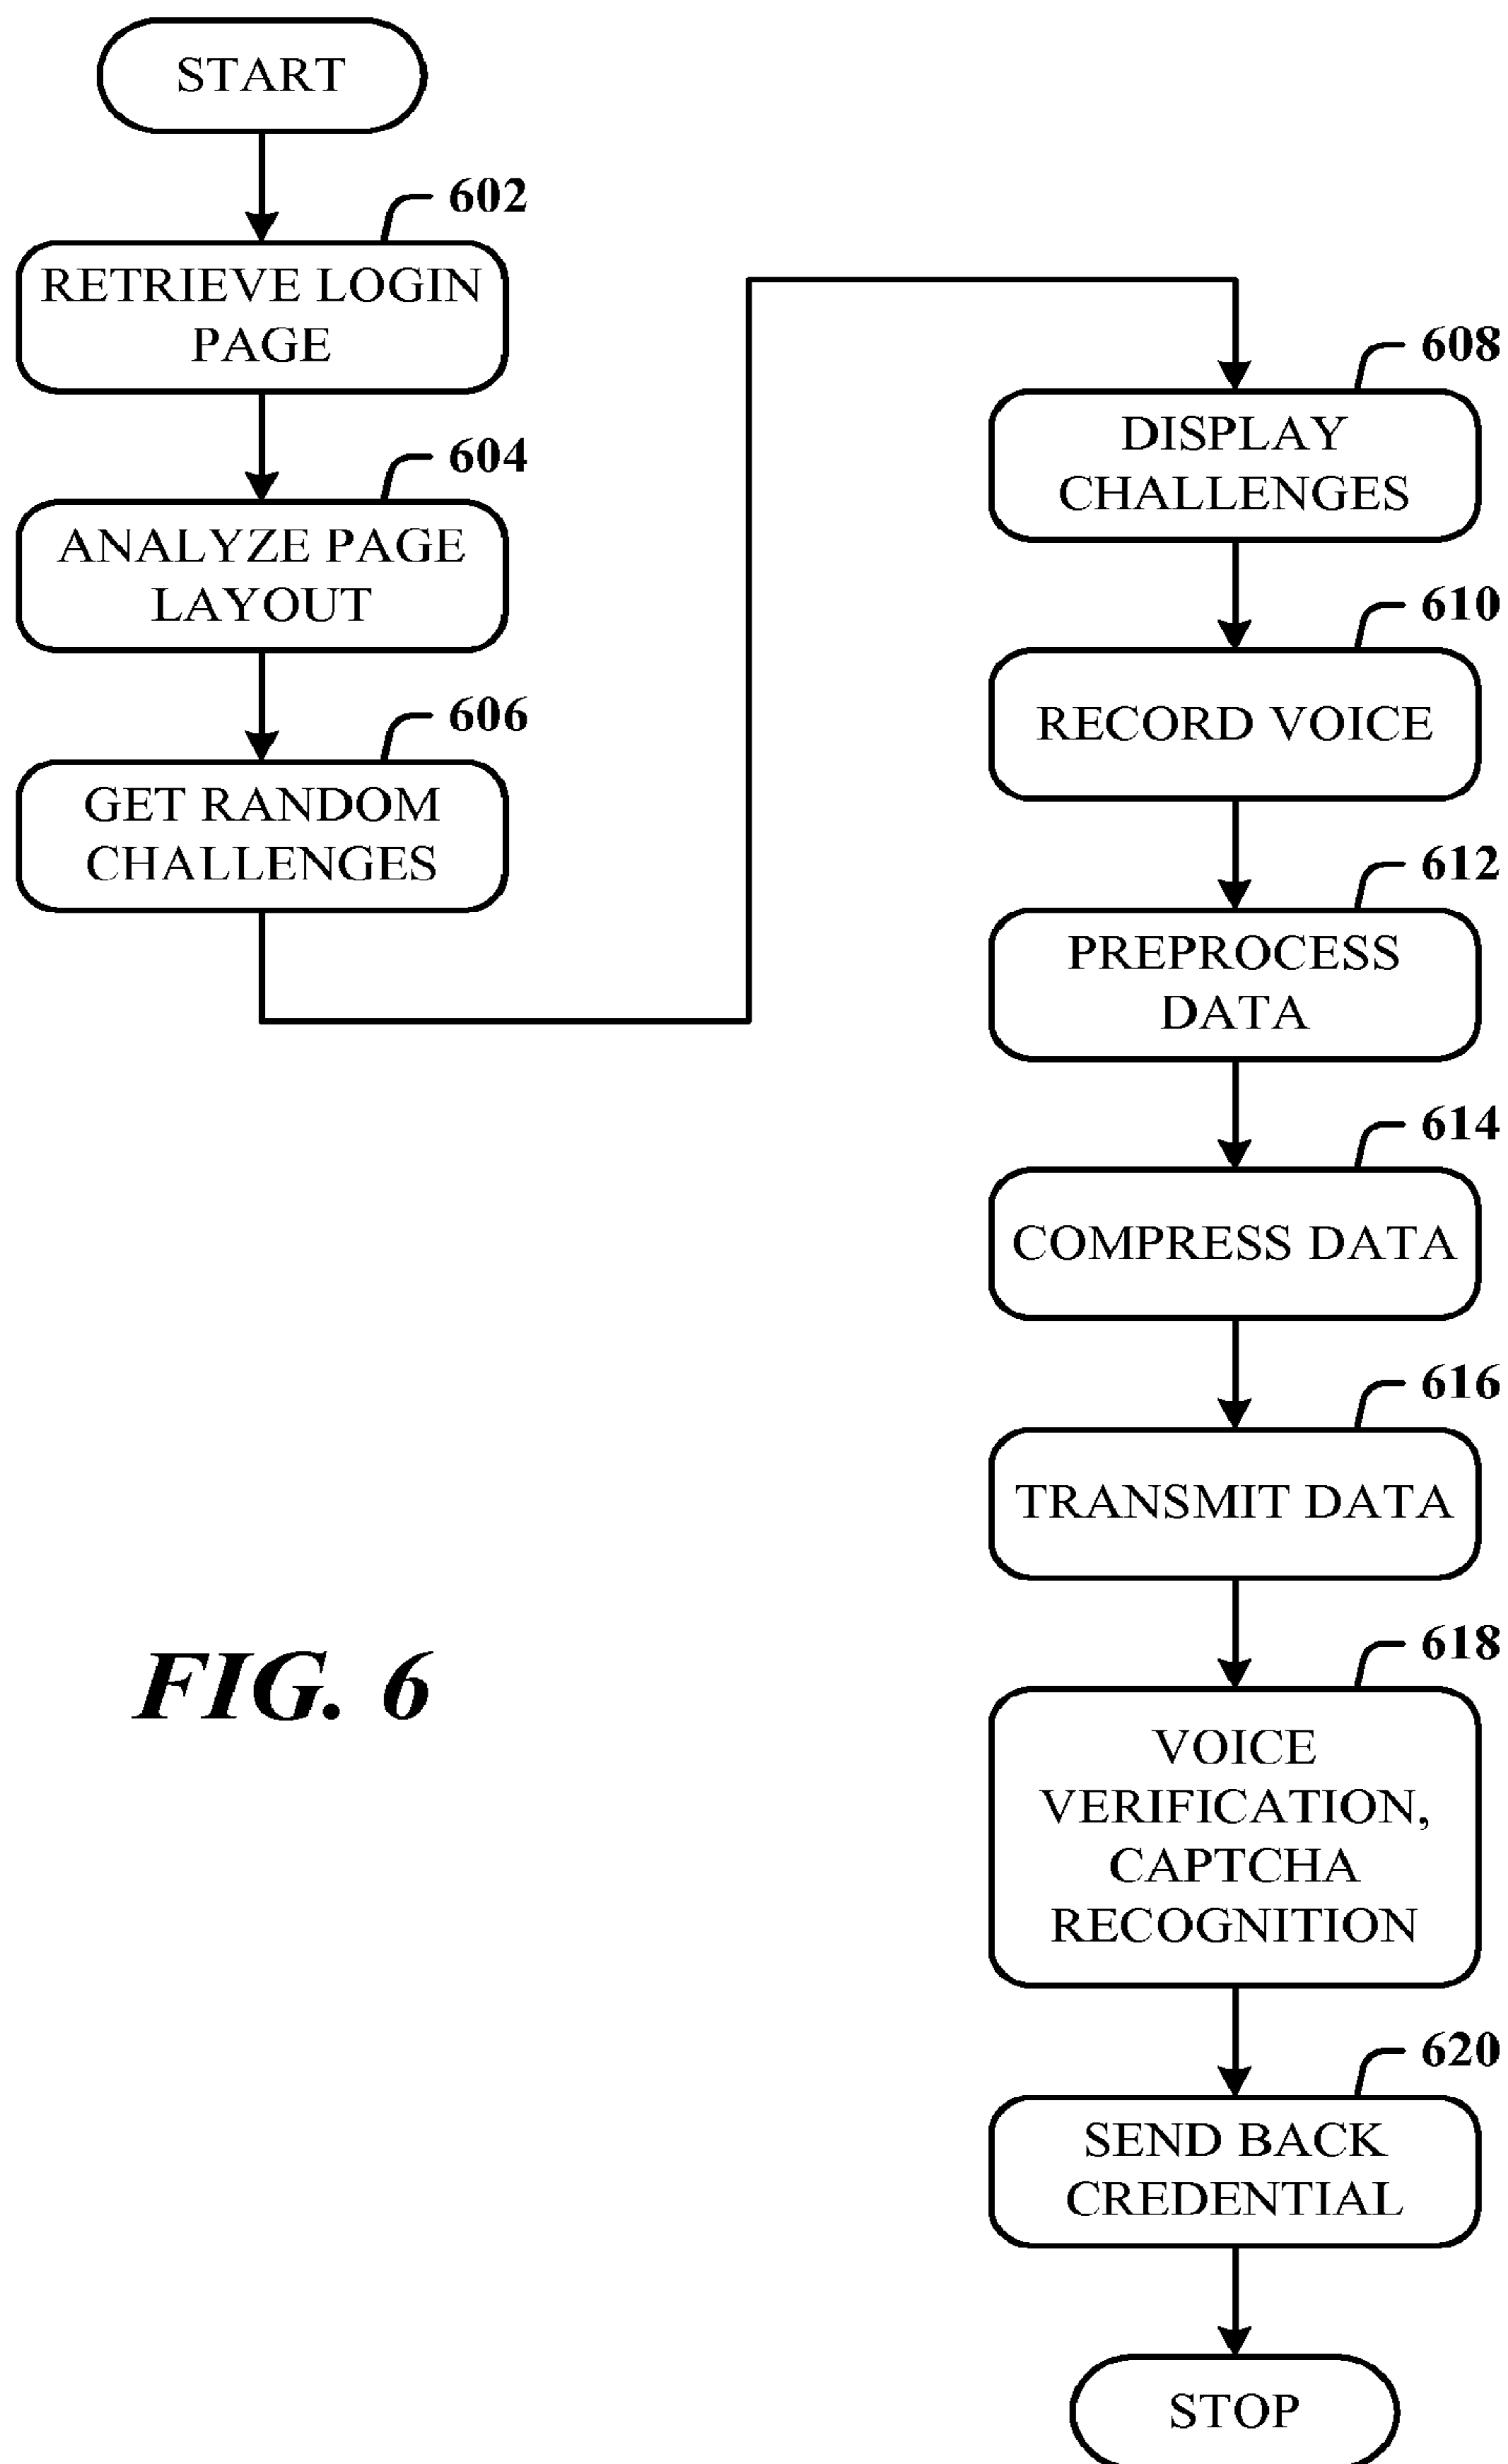 START
602
RETRIEVE LOGIN
PAGE
604
ANALYZE PAGE
LAYOUT
606
GET RANDOM
CHALLENGES
608
DISPLAY
CHALLENGES
610
RECORD VOICE
612
PREPROCESS
DATA
614
COMPRESS DATA
616
TRANSMIT DATA
618
VOICE
VERIFICATION,
CAPTCHA
RECOGNITION
620
SEND BACK
CREDENTIAL
STOP
FIG. 6